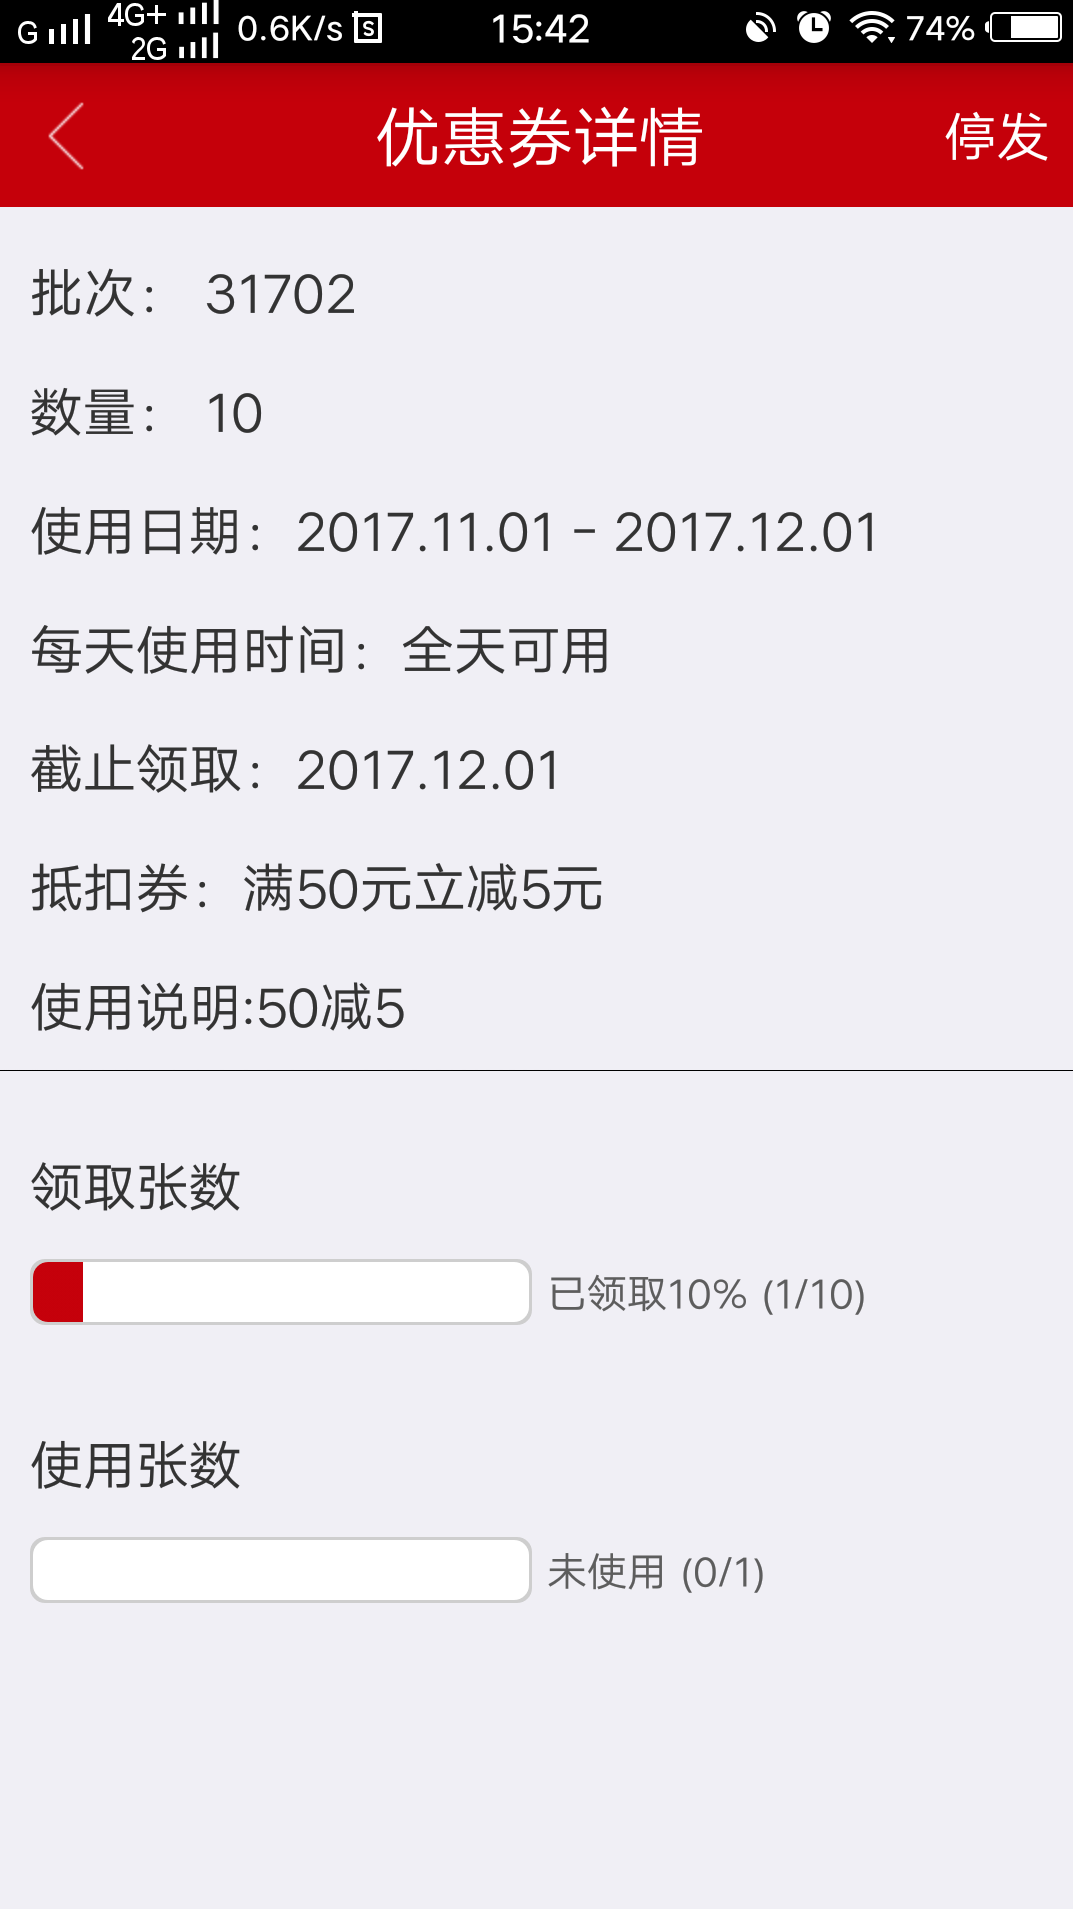 G 4G+ 2G 0.6K/s S 15:42 74%
优惠券详情 停发
批次： 31702
数量： 10
使用日期：2017.11.01 - 2017.12.01
每天使用时间：全天可用
截止领取：2017.12.01
抵扣券：满50元立减5元
使用说明:50减5
领取张数
已领取10% (1/10)
使用张数
未使用 (0/1)